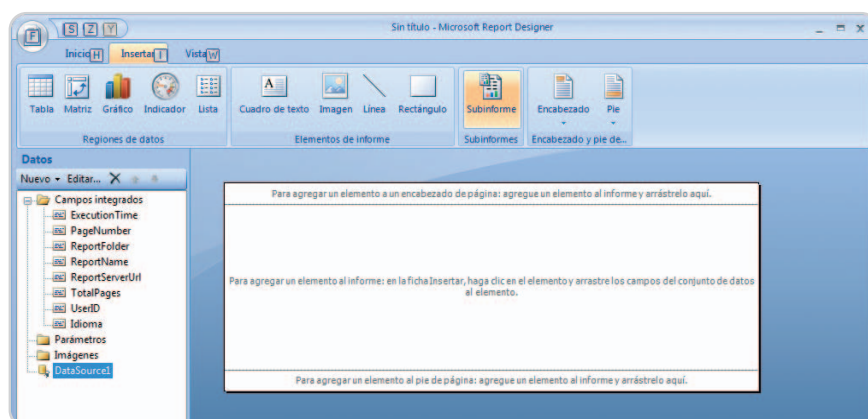 Sin título - Microsoft Report Designer
F S Z Y
Inicio H Insertar I Vista W
Tabla Matriz Gráfico Indicador Lista Cuadro de texto Imagen Línea Rectángulo Subinforme Encabezado Pie
Regiones de datos Elementos de informe Subinformes Encabezado y pie de...
Datos
Nuevo Editar...
Campos integrados
ExecutionTime
PageNumber
ReportFolder
ReportName
ReportServerUrl
TotalPages
UserID
Idioma
Parámetros
Imágenes
DataSource1
Para agregar un elemento a un encabezado de página: agregue un elemento al informe y arrástrelo aquí.
Para agregar un elemento al informe: en la ficha Insertar, haga clic en el elemento y arrastre los campos del conjunto de datos
al elemento.
Para agregar un elemento al pie de página: agregue un elemento al informe y arrástrelo aquí.